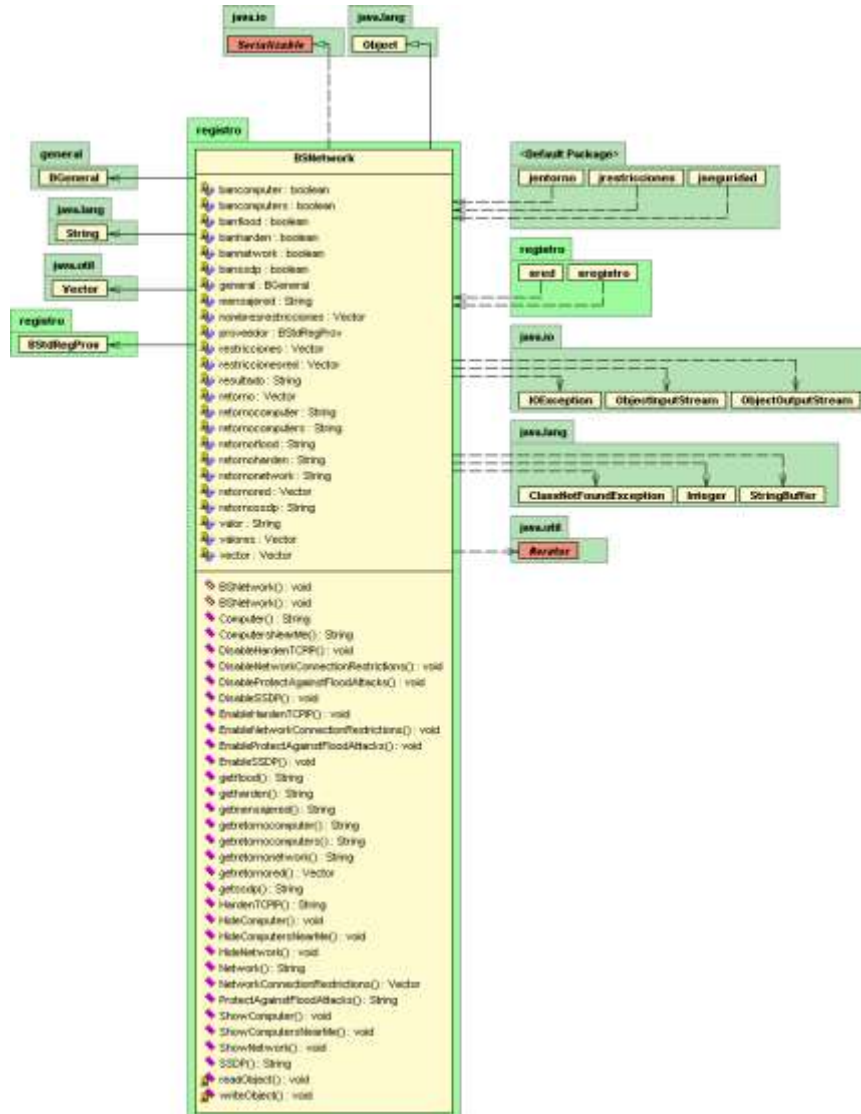 java.io
java.lang
Serializable
Object
registro
BSNetwork
general
BGeneral
java.lang
String
java.util
Vector
registro
BStdRegProv
bancomputer : boolean
bancomputers : boolean
banflood : boolean
banharden : boolean
bannetwork : boolean
banssdp : boolean
general : BGeneral
mensajered : String
nombresrestricciones : Vector
proveedor : BStdRegProv
restricciones : Vector
restriccionesreal : Vector
resultado : String
retorno : Vector
retornocomputer : String
retornocomputers : String
retornoflood : String
retornoharden : String
retornonetwork : String
retornored : Vector
retornossdp : String
valor : String
valores : Vector
vector : Vector
BSNetwork() : void
BSNetwork() : void
Computer() : String
ComputersNearMe() : String
DisableHardenTCPIP() : void
DisableNetworkConnectionRestrictions() : void
DisableProtectAgainstFloodAttacks() : void
DisableSSDP() : void
EnableHardenTCPIP() : void
EnableNetworkConnectionRestrictions() : void
EnableProtectAgainstFloodAttacks() : void
EnableSSDP() : void
getflood() : String
getharden() : String
getmensajered() : String
getretornocomputer() : String
getretornocomputers() : String
getretornonetwork() : String
getretornored() : Vector
getssdp() : String
HardenTCPIP() : String
HideComputer() : void
HideComputersNearMe() : void
HideNetwork() : void
Network() : String
NetworkConnectionRestrictions() : Vector
ProtectAgainstFloodAttacks() : String
ShowComputer() : void
ShowComputersNearMe() : void
ShowNetwork() : void
SSDP() : String
readObject() : void
writeObject() : void
<Default Package>
jentorno
jrestricciones
jseguridad
registro
ared
aregistro
java.io
IOException
ObjectInputStream
ObjectOutputStream
java.lang
ClassNotFoundException
Integer
StringBuffer
java.util
Iterator